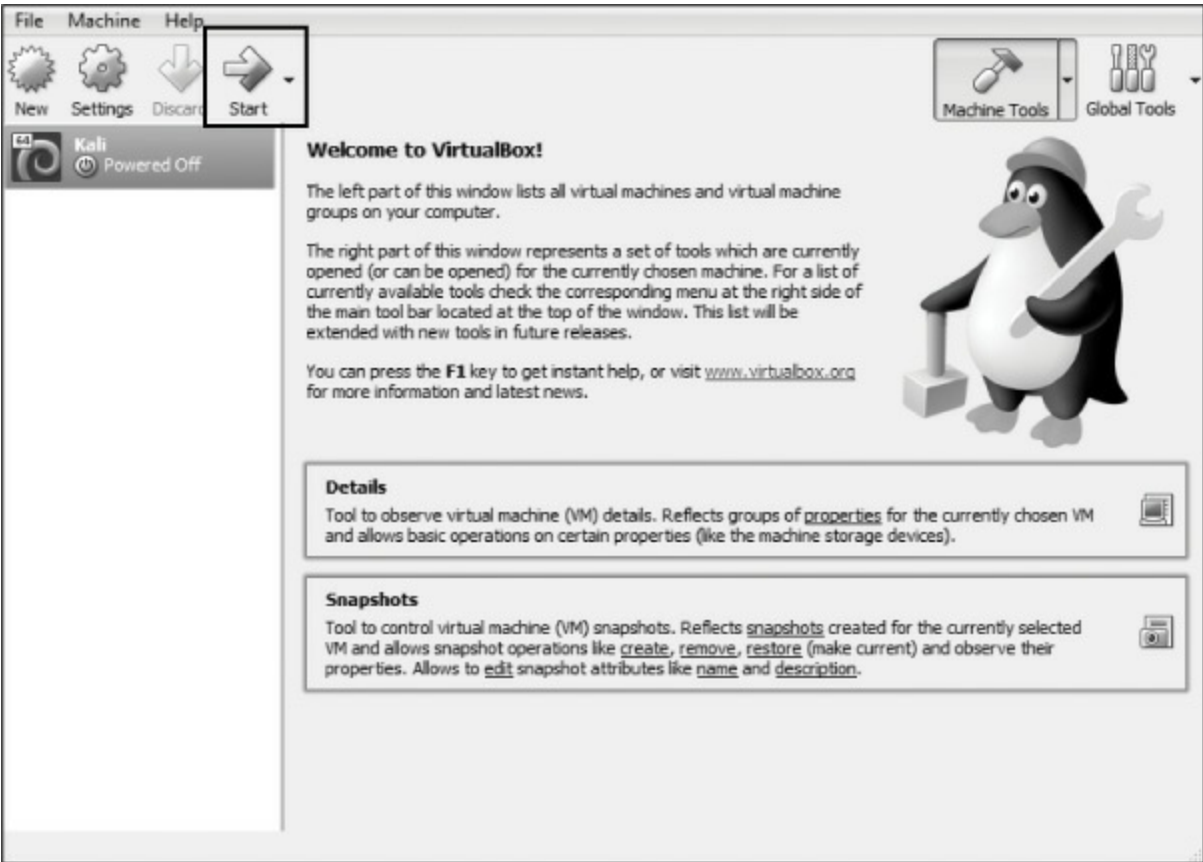 File Machine Help
New Settings Discard Start
Machine Tools Global Tools
64
Kali
Powered Off
Welcome to VirtualBox!
The left part of this window lists all virtual machines and virtual machine
groups on your computer.
The right part of this window represents a set of tools which are currently
opened (or can be opened) for the currently chosen machine. For a list of
currently available tools check the corresponding menu at the right side of
the main tool bar located at the top of the window. This list will be
extended with new tools in future releases.
You can press the F1 key to get instant help, or visit www.virtualbox.org
for more information and latest news.
Details
Tool to observe virtual machine (VM) details. Reflects groups of properties for the currently chosen VM
and allows basic operations on certain properties (like the machine storage devices).
Snapshots
Tool to control virtual machine (VM) snapshots. Reflects snapshots created for the currently selected
VM and allows snapshot operations like create, remove, restore (make current) and observe their
properties. Allows to edit snapshot attributes like name and description.